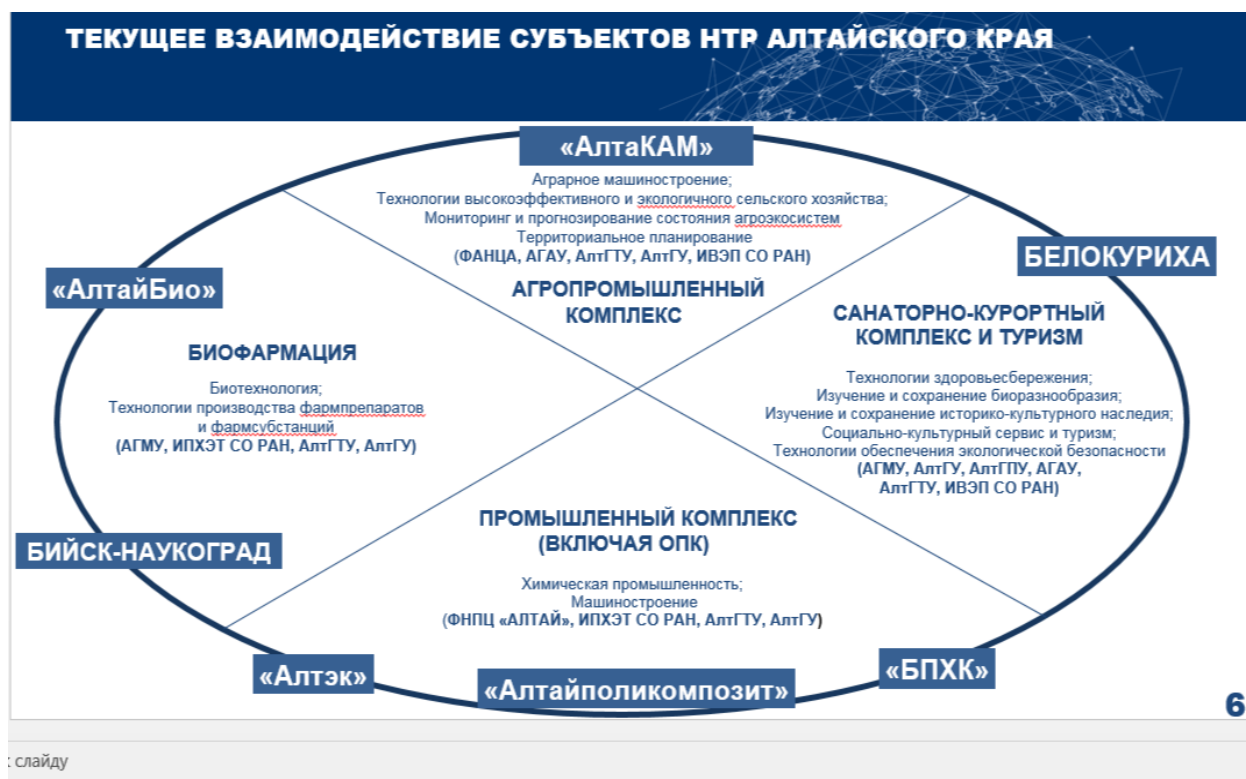 ТЕКУЩЕЕ ВЗАИМОДЕЙСТВИЕ СУБЪЕКТОВ НТР АЛТАЙСКОГО КРАЯ
«АлтаКАМ»
Аграрное машиностроение;
Технологии высокоэффективного и экологичного сельского хозяйства;
Мониторинг и прогнозирование состояния агроэкосистем
Территориальное планирование
(ФАНЦА, АГАУ, АлтГТУ, АлтГУ, ИВЭП СО РАН)
АГРОПРОМЫШЛЕННЫЙ
КОМПЛЕКС
БЕЛОКУРИХА
САНАТОРНО-КУРОРТНЫЙ
КОМПЛЕКС И ТУРИЗМ
Технологии здоровьесбережения;
Изучение и сохранение биоразнообразия;
Изучение и сохранение историко-культурного наследия;
Социально-культурный сервис и туризм;
Технологии обеспечения экологической безопасности
(АГМУ, АлтГУ, АлтГПУ, АГАУ,
АлтГТУ, ИВЭП СО РАН)
«АлтайБио»
БИОФАРМАЦИЯ
Биотехнология;
Технологии производства фармпрепаратов
и фармсубстанций
(АГМУ, ИПХЭТ СО РАН, АлтГТУ, АлтГУ)
БИЙСК-НАУКОГРАД
ПРОМЫШЛЕННЫЙ КОМПЛЕКС
(ВКЛЮЧАЯ ОПК)
Химическая промышленность;
Машиностроение
(ФНПЦ «АЛТАЙ», ИПХЭТ СО РАН, АлтГТУ, АлтГУ)
«Алтэк»
«Алтайполикомпозит»
«БПХК»
6
к слайду